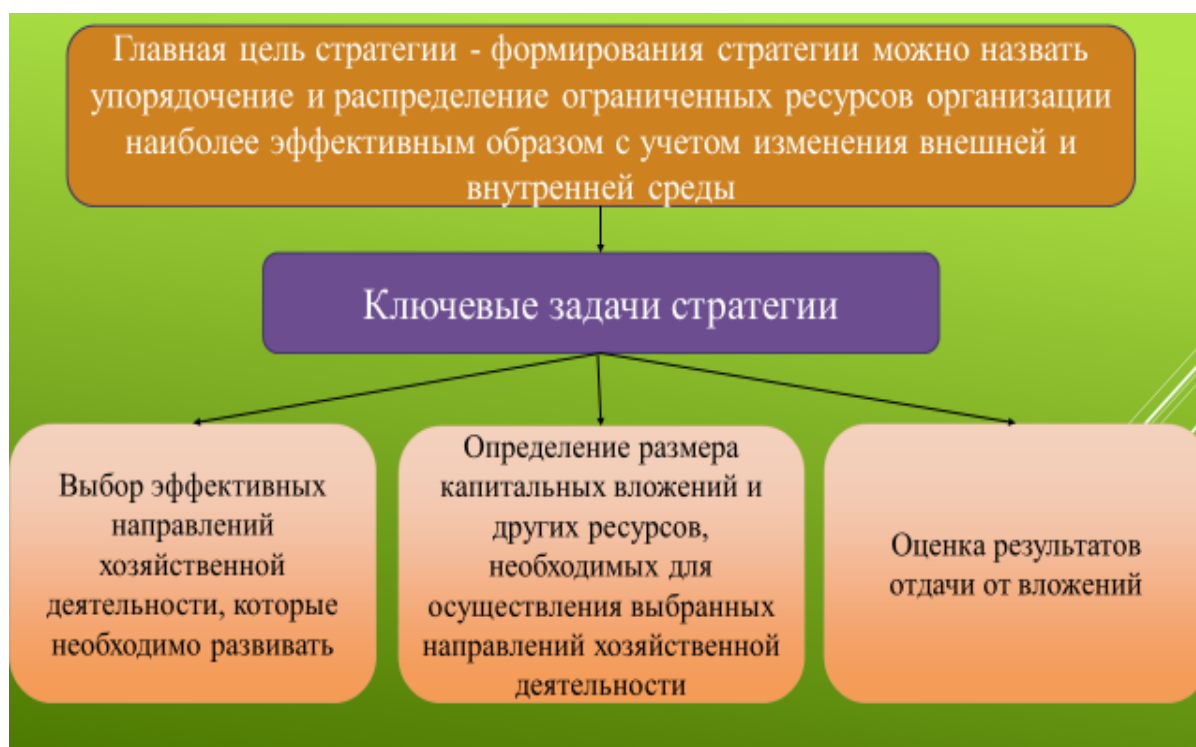 Главная цель стратегии - формирования стратегии можно назвать
упорядочение и распределение ограниченных ресурсов организации
наиболее эффективным образом с учетом изменения внешней и
внутренней среды
Ключевые задачи стратегии
Выбор эффективных
направлений
хозяйственной
деятельности, которые
необходимо развивать
Определение размера
капитальных вложений и
других ресурсов,
необходимых для
осуществления выбранных
направлений хозяйственной
деятельности
Оценка результатов
отдачи от вложений